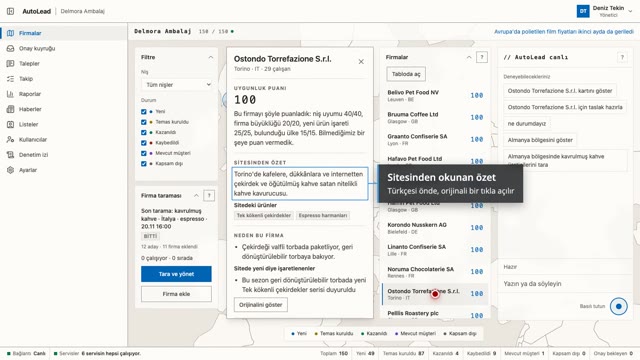 AutoLead
Delmora Ambalaj
DT
Deniz Tekin
Yönetici
Firmalar
Onay kuyruğu
Talepler
Takip
Raporlar
Haberler
Listeler
Kullanıcılar
Denetim izi
Ayarlar
Delmora Ambalaj 150 / 150
Avrupa'da polietilen film fiyatları ikinci ayda da geriledi
Filtre
Niş
Tüm nişler
Durum
Yeni
Temas kuruldu
Kazanıldı
Kaybedildi
Mevcut müşteri
Kapsam dışı
Firma taraması
?
Son tarama: kavrulmuş
kahve · İtalya · espresso ·
20.11 16:00
BİTTİ
12 aday · 11 firma eklendi
0 çalışıyor · 0 sırada
Tara ve yönet
Firma ekle
Ostondo Torrefazione S.r.l.
Torino · IT · 29 çalışan
UYGUNLUK PUANI
100
Bu firmayı şöyle puanladık: niş uyumu 40/40,
firma büyüklüğü 20/20, yeni ürün işareti
25/25, bulunduğu ülke 15/15. Bilmediğimiz bir
şeye puan vermedik.
SİTESİNDEN ÖZET
Torino'de kafelere, dükkânlara ve internetten
çekirdek ve öğütülmüş kahve satan nitelikli
kahve kavurucusu.
Sitedeki ürünler
Tek kökenli çekirdekler
Espresso harmanları
NEDEN BU FİRMA
Çekirdeği valfli torbada paketliyor, geri
dönüştürülebilir torbaya bakıyor.
Sitede yeni diye işaretlenenler
Bu sezon geri dönüştürülebilir torbada yeni
Tek kökenli çekirdekler serisi duyuruldu
Orijinalini göster
Firmalar
?
Tabloda aç
Belivo Pet Food NV
Leuven · BE
100
Bruuma Coffee Ltd
Glasgow · GB
100
Graanto Confiserie SA
Lyon · FR
100
Hafavo Pet Food Ltd
100
Sitesinden okunan özet
Türkçesi önde, orijinali bir tıkla açılır
Glasgow · GB
Korondo Nusskern AG
Bielefeld · DE
100
Linanto Confiserie SA
Lille · FR
100
Noruma Chocolaterie SA
Rennes · FR
100
Ostondo Torrefazione S.r.l.
Torino · IT
100
Pellis Roastery plc
100
// AutoLead canlı
?
Deneyebilecekleriniz
Ostondo Torrefazione S.r.l. kartını göster
Ostondo Torrefazione S.r.l. için taslak hazırla
ne durumdayız
Almanya bölgesini göster
Almanya bölgesinde kavrulmuş kahve
Hazır
Yazın ya da söyleyin
Basılı tutun
Yeni
Temas kuruldu
Kazanıldı
Mevcut müşteri
Kapsam dışı
Bağlantı Canlı
Servisler 6 servisin hepsi çalışıyor.
Toplam 150
Yeni 49
Temas kuruldu 87
Kazanıldı 4
Kaybedildi 9
Mevcut müşteri 1
Kapsam dışı 0
Onay bekleyen 0